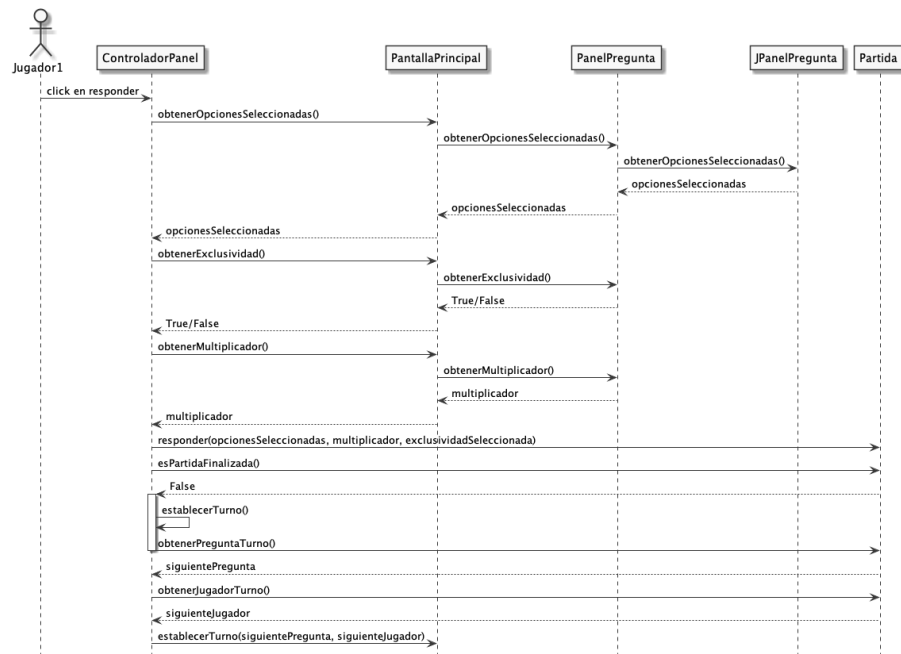 Jugador1
ControladorPanel
PantallaPrincipal
PanelPregunta
JPanelPregunta
Partida
click en responder
obtenerOpcionesSeleccionadas()
obtenerOpcionesSeleccionadas()
obtenerOpcionesSeleccionadas()
opcionesSeleccionadas
opcionesSeleccionadas
opcionesSeleccionadas
obtenerExclusividad()
obtenerExclusividad()
True/False
True/False
obtenerMultiplicador()
obtenerMultiplicador()
multiplicador
multiplicador
responder(opcionesSeleccionadas, multiplicador, exclusividadSeleccionada)
esPartidaFinalizada()
False
establecerTurno()
obtenerPreguntaTurno()
siguientePregunta
obtenerJugadorTurno()
siguienteJugador
establecerTurno(siguientePregunta, siguienteJugador)